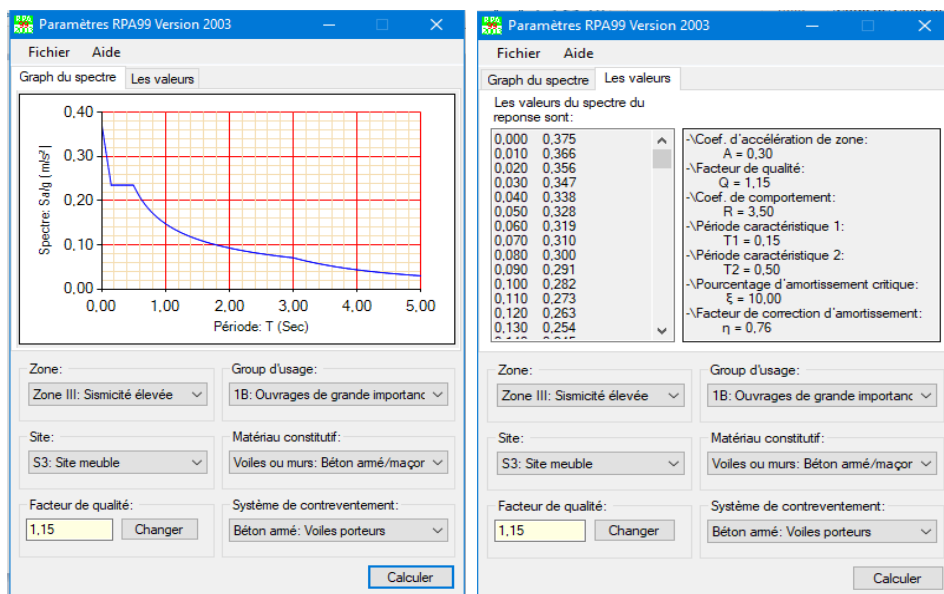 Paramètres RPA99 Version 2003
Fichier Aide
Graph du spectre Les valeurs
0,40
0,30
0,20
0,10
0,00
Spectre: Sa/g ( m/s² )
0,00 1,00 2,00 3,00 4,00 5,00
Période: T (Sec)
Zone:
Zone III: Sismicité élevée
Group d'usage:
1B: Ouvrages de grande importanc
Site:
S3: Site meuble
Matériau constitutif:
Voiles ou murs: Béton armé/maçor
Facteur de qualité:
1,15 Changer
Système de contreventement:
Béton armé: Voiles porteurs
Calculer
Paramètres RPA99 Version 2003
Fichier Aide
Graph du spectre Les valeurs
Les valeurs du spectre du
reponse sont:
0,000 0,375
0,010 0,366
0,020 0,356
0,030 0,347
0,040 0,338
0,050 0,328
0,060 0,319
0,070 0,310
0,080 0,300
0,090 0,291
0,100 0,282
0,110 0,273
0,120 0,263
0,130 0,254
-\Coef. d'accélération de zone:
A = 0,30
-\Facteur de qualité:
Q = 1,15
-\Coef. de comportement:
R = 3,50
-\Période caractéristique 1:
T1 = 0,15
-\Période caractéristique 2:
T2 = 0,50
-\Pourcentage d'amortissement critique:
ξ = 10,00
-\Facteur de correction d'amortissement:
η = 0,76
Zone:
Zone III: Sismicité élevée
Group d'usage:
1B: Ouvrages de grande importanc
Site:
S3: Site meuble
Matériau constitutif:
Voiles ou murs: Béton armé/maçor
Facteur de qualité:
1,15 Changer
Système de contreventement:
Béton armé: Voiles porteurs
Calculer